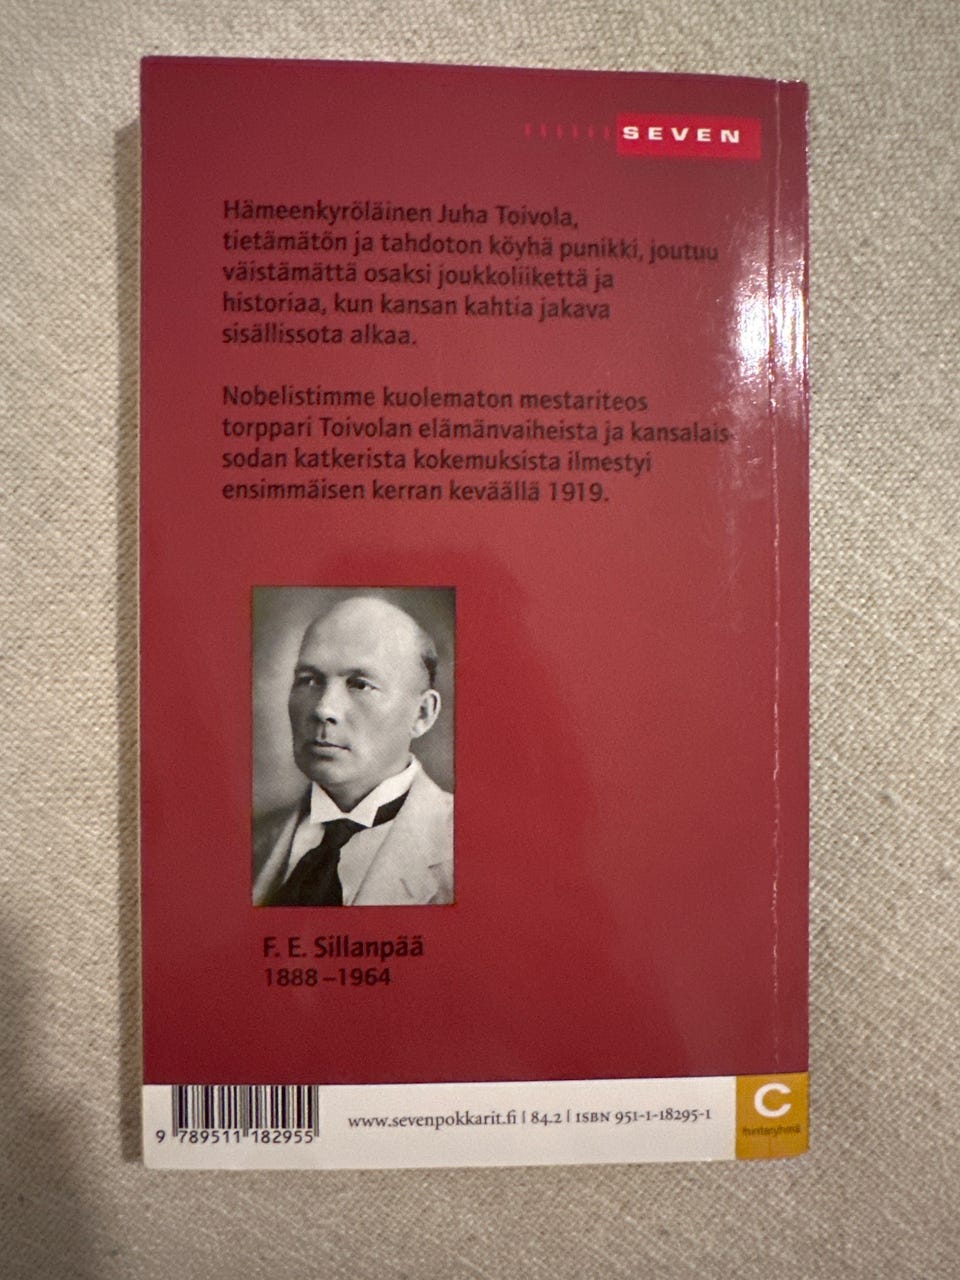 SEVEN
Hämeenkyröläinen Juha Toivola,
tietämätön ja tahdoton köyhä punikki, joutuu
väistämättä osaksi joukkoliikettä ja
historiaa, kun kansan kahtia jakava
sisällissota alkaa.
Nobelistimme kuolematon mestariteos
torppari Toivolan elämänvaiheista ja kansalais-
sodan katkerista kokemuksista ilmestyi
ensimmäisen kerran keväällä 1919.
F. E. Sillanpää
1888–1964
9 789511 182955
www.sevenpokkarit.fi | 84.2 | ISBN 951-1-18295-1
C
hintaryhmä